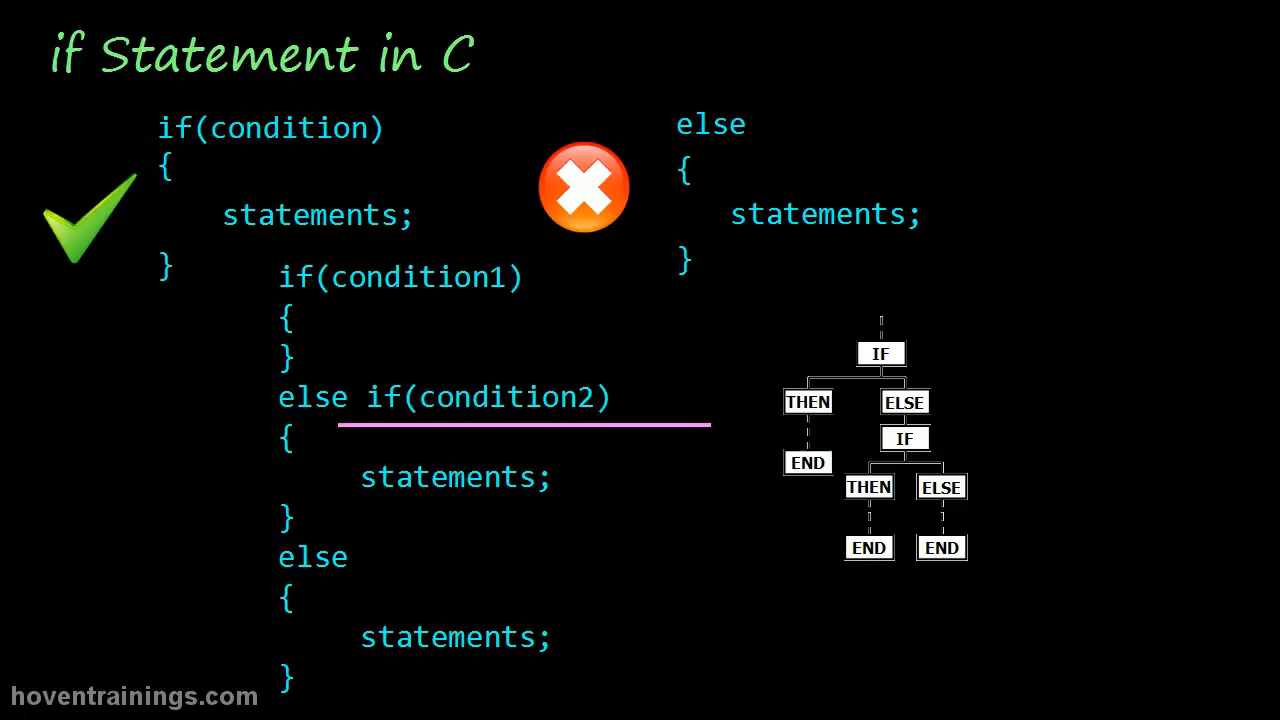 if Statement in C
if(condition)
{
statements;
}
else
{
statements;
}
if(condition1)
{
}
else if(condition2)
{
statements;
}
else
{
statements;
}
IF
THEN ELSE
IF
END
THEN ELSE
END END
hoventrainings.com